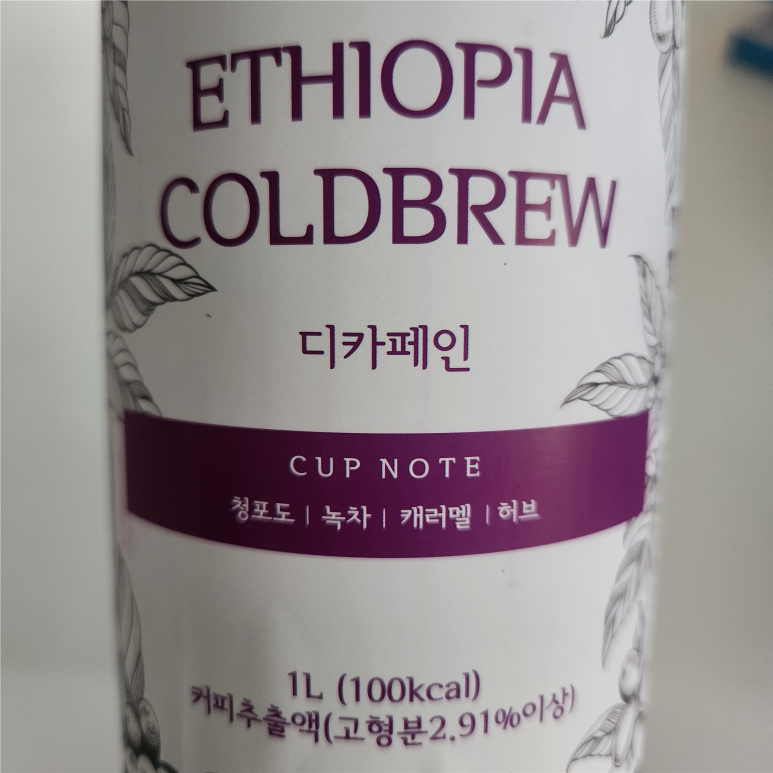 ETHIOPIA
COLDBREW
디카페인
CUP NOTE
청포도 | 녹차 | 캐러멜 | 허브
1L (100kcal)
커피추출액(고형분2.91%이상)